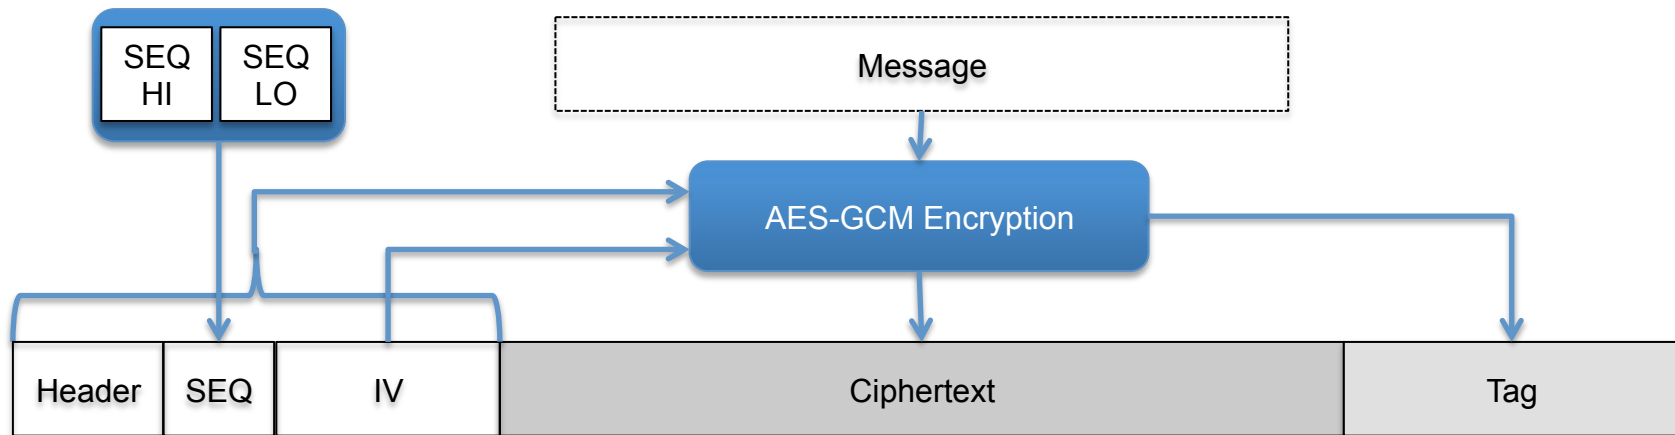 SEQ
HI
SEQ
LO
Message
AES-GCM Encryption
Header
SEQ
IV
Ciphertext
Tag